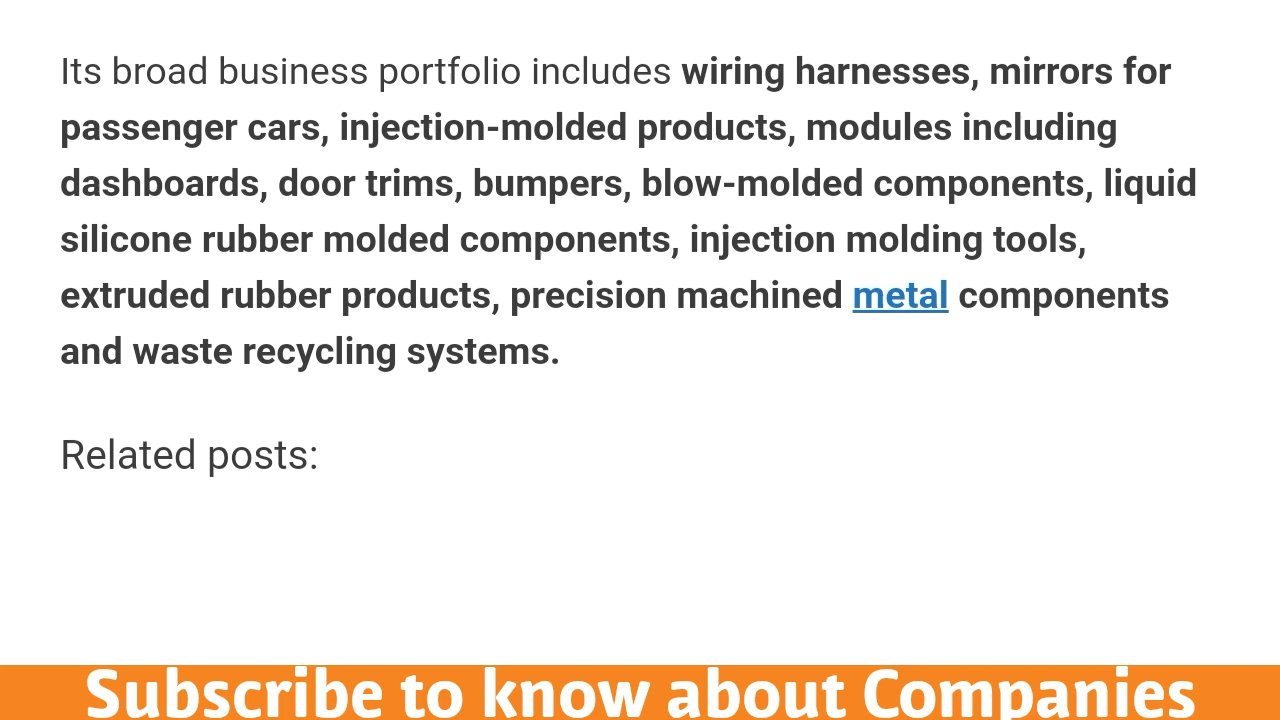 Its broad business portfolio includes wiring harnesses, mirrors for
passenger cars, injection-molded products, modules including
dashboards, door trims, bumpers, blow-molded components, liquid
silicone rubber molded components, injection molding tools,
extruded rubber products, precision machined metal components
and waste recycling systems.
Related posts:
Subscribe to know about Companies